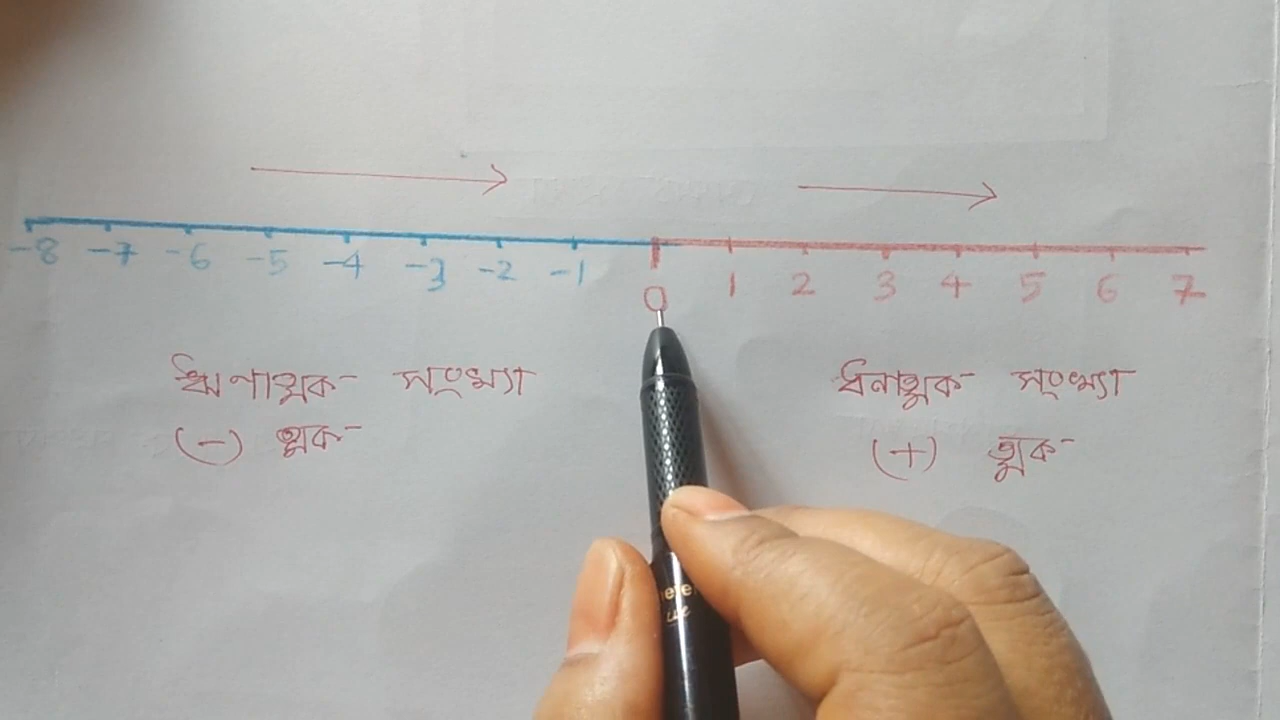 -8 -7 -6 -5 -4 -3 -2 -1 0 1 2 3 4 5 6 7
ঋণাত্মক সংখ্যা
(-) ত্মক
ধনাত্মক সংখ্যা
(+) ত্মক